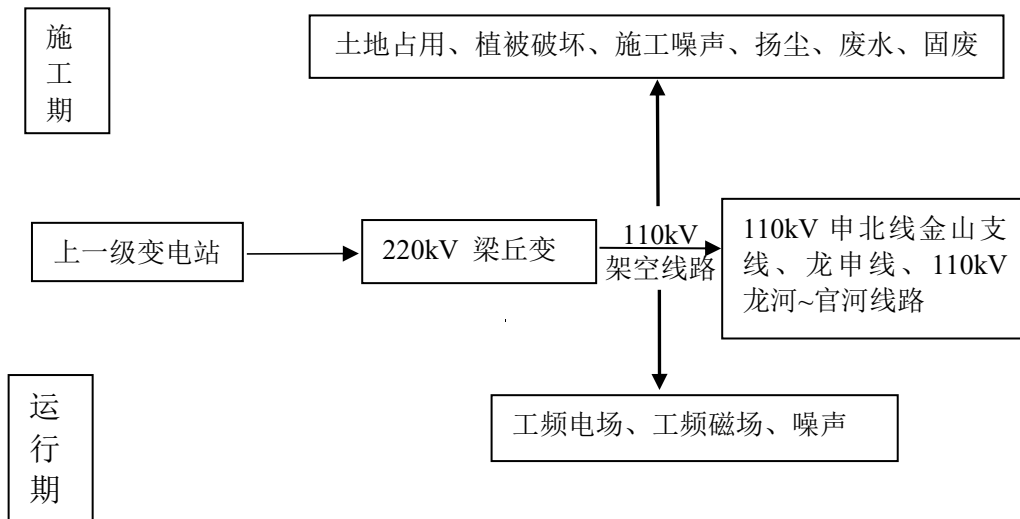 施
工
期
土地占用、植被破坏、施工噪声、扬尘、废水、固废
上一级变电站
220kV 梁丘变
110kV
架空线路
110kV 申北线金山支
线、龙申线、110kV
龙河~官河线路
工频电场、工频磁场、噪声
运
行
期